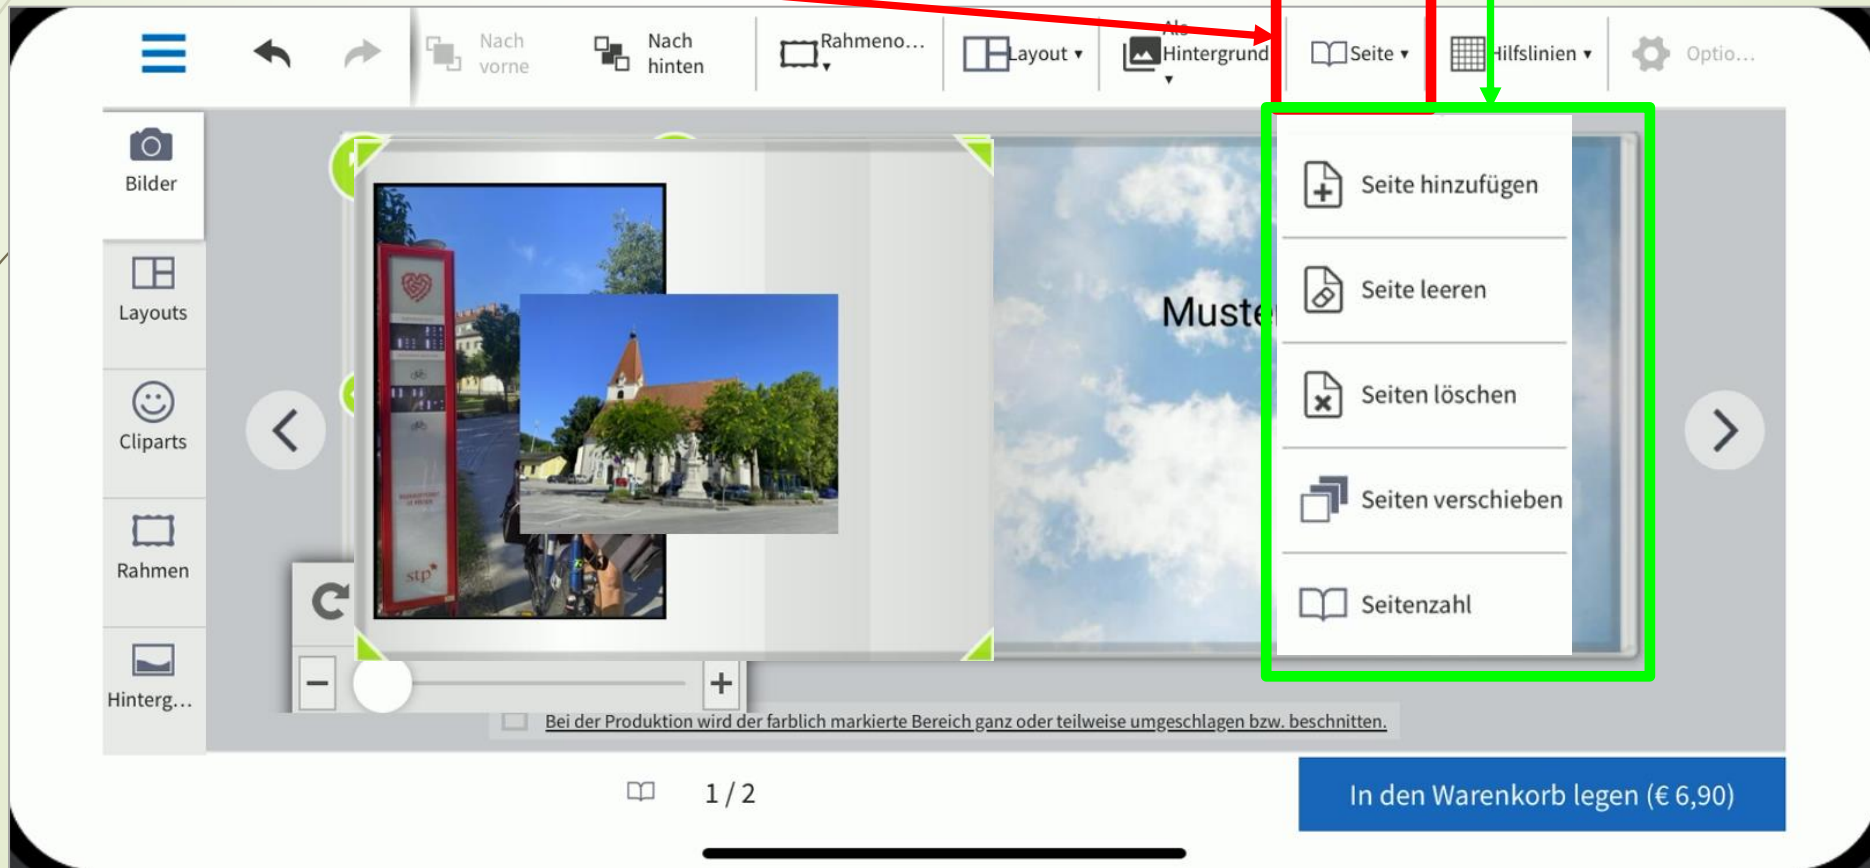 Nach
vorne
Nach
hinten
Rahmeno...
Layout
Hintergrund
Seite
Hilfslinien
Optio...
Bilder
Layouts
Cliparts
Rahmen
Hinterg...
stp
Seite hinzufügen
Seite leeren
Seiten löschen
Seiten verschieben
Seitenzahl
Bei der Produktion wird der farblich markierte Bereich ganz oder teilweise umgeschlagen bzw. beschnitten.
1 / 2
In den Warenkorb legen (€ 6,90)